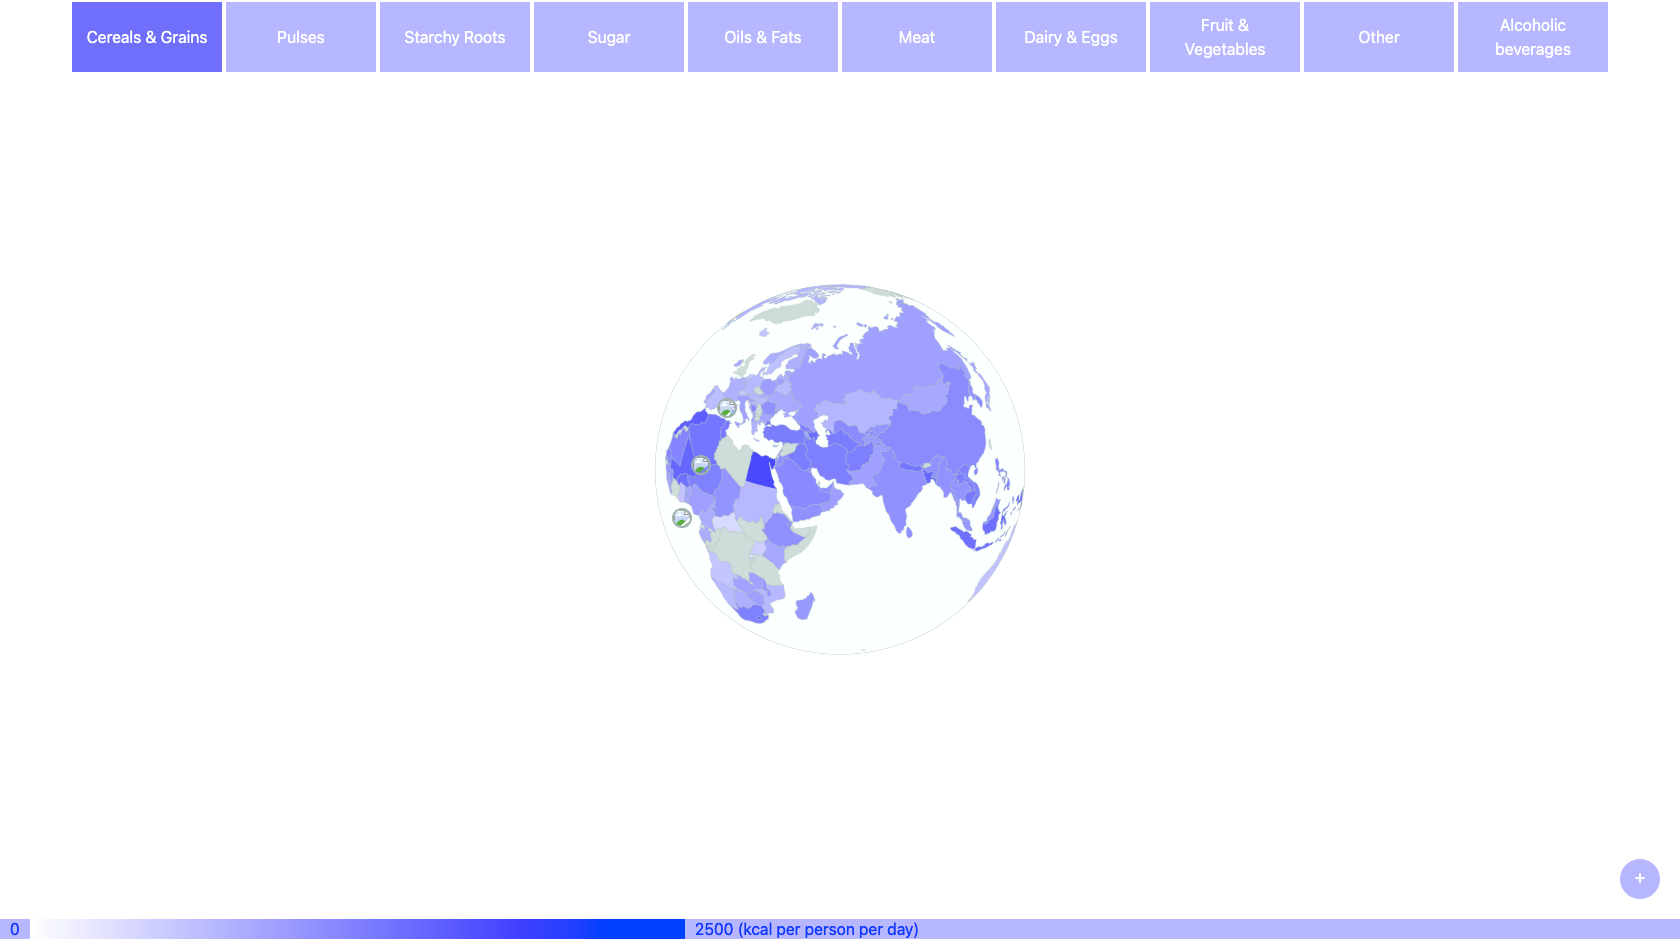 Cereals & Grains
Pulses
Starchy Roots
Sugar
Oils & Fats
Meat
Dairy & Eggs
Fruit &
Vegetables
Other
Alcoholic
beverages
+
0
2500 (kcal per person per day)